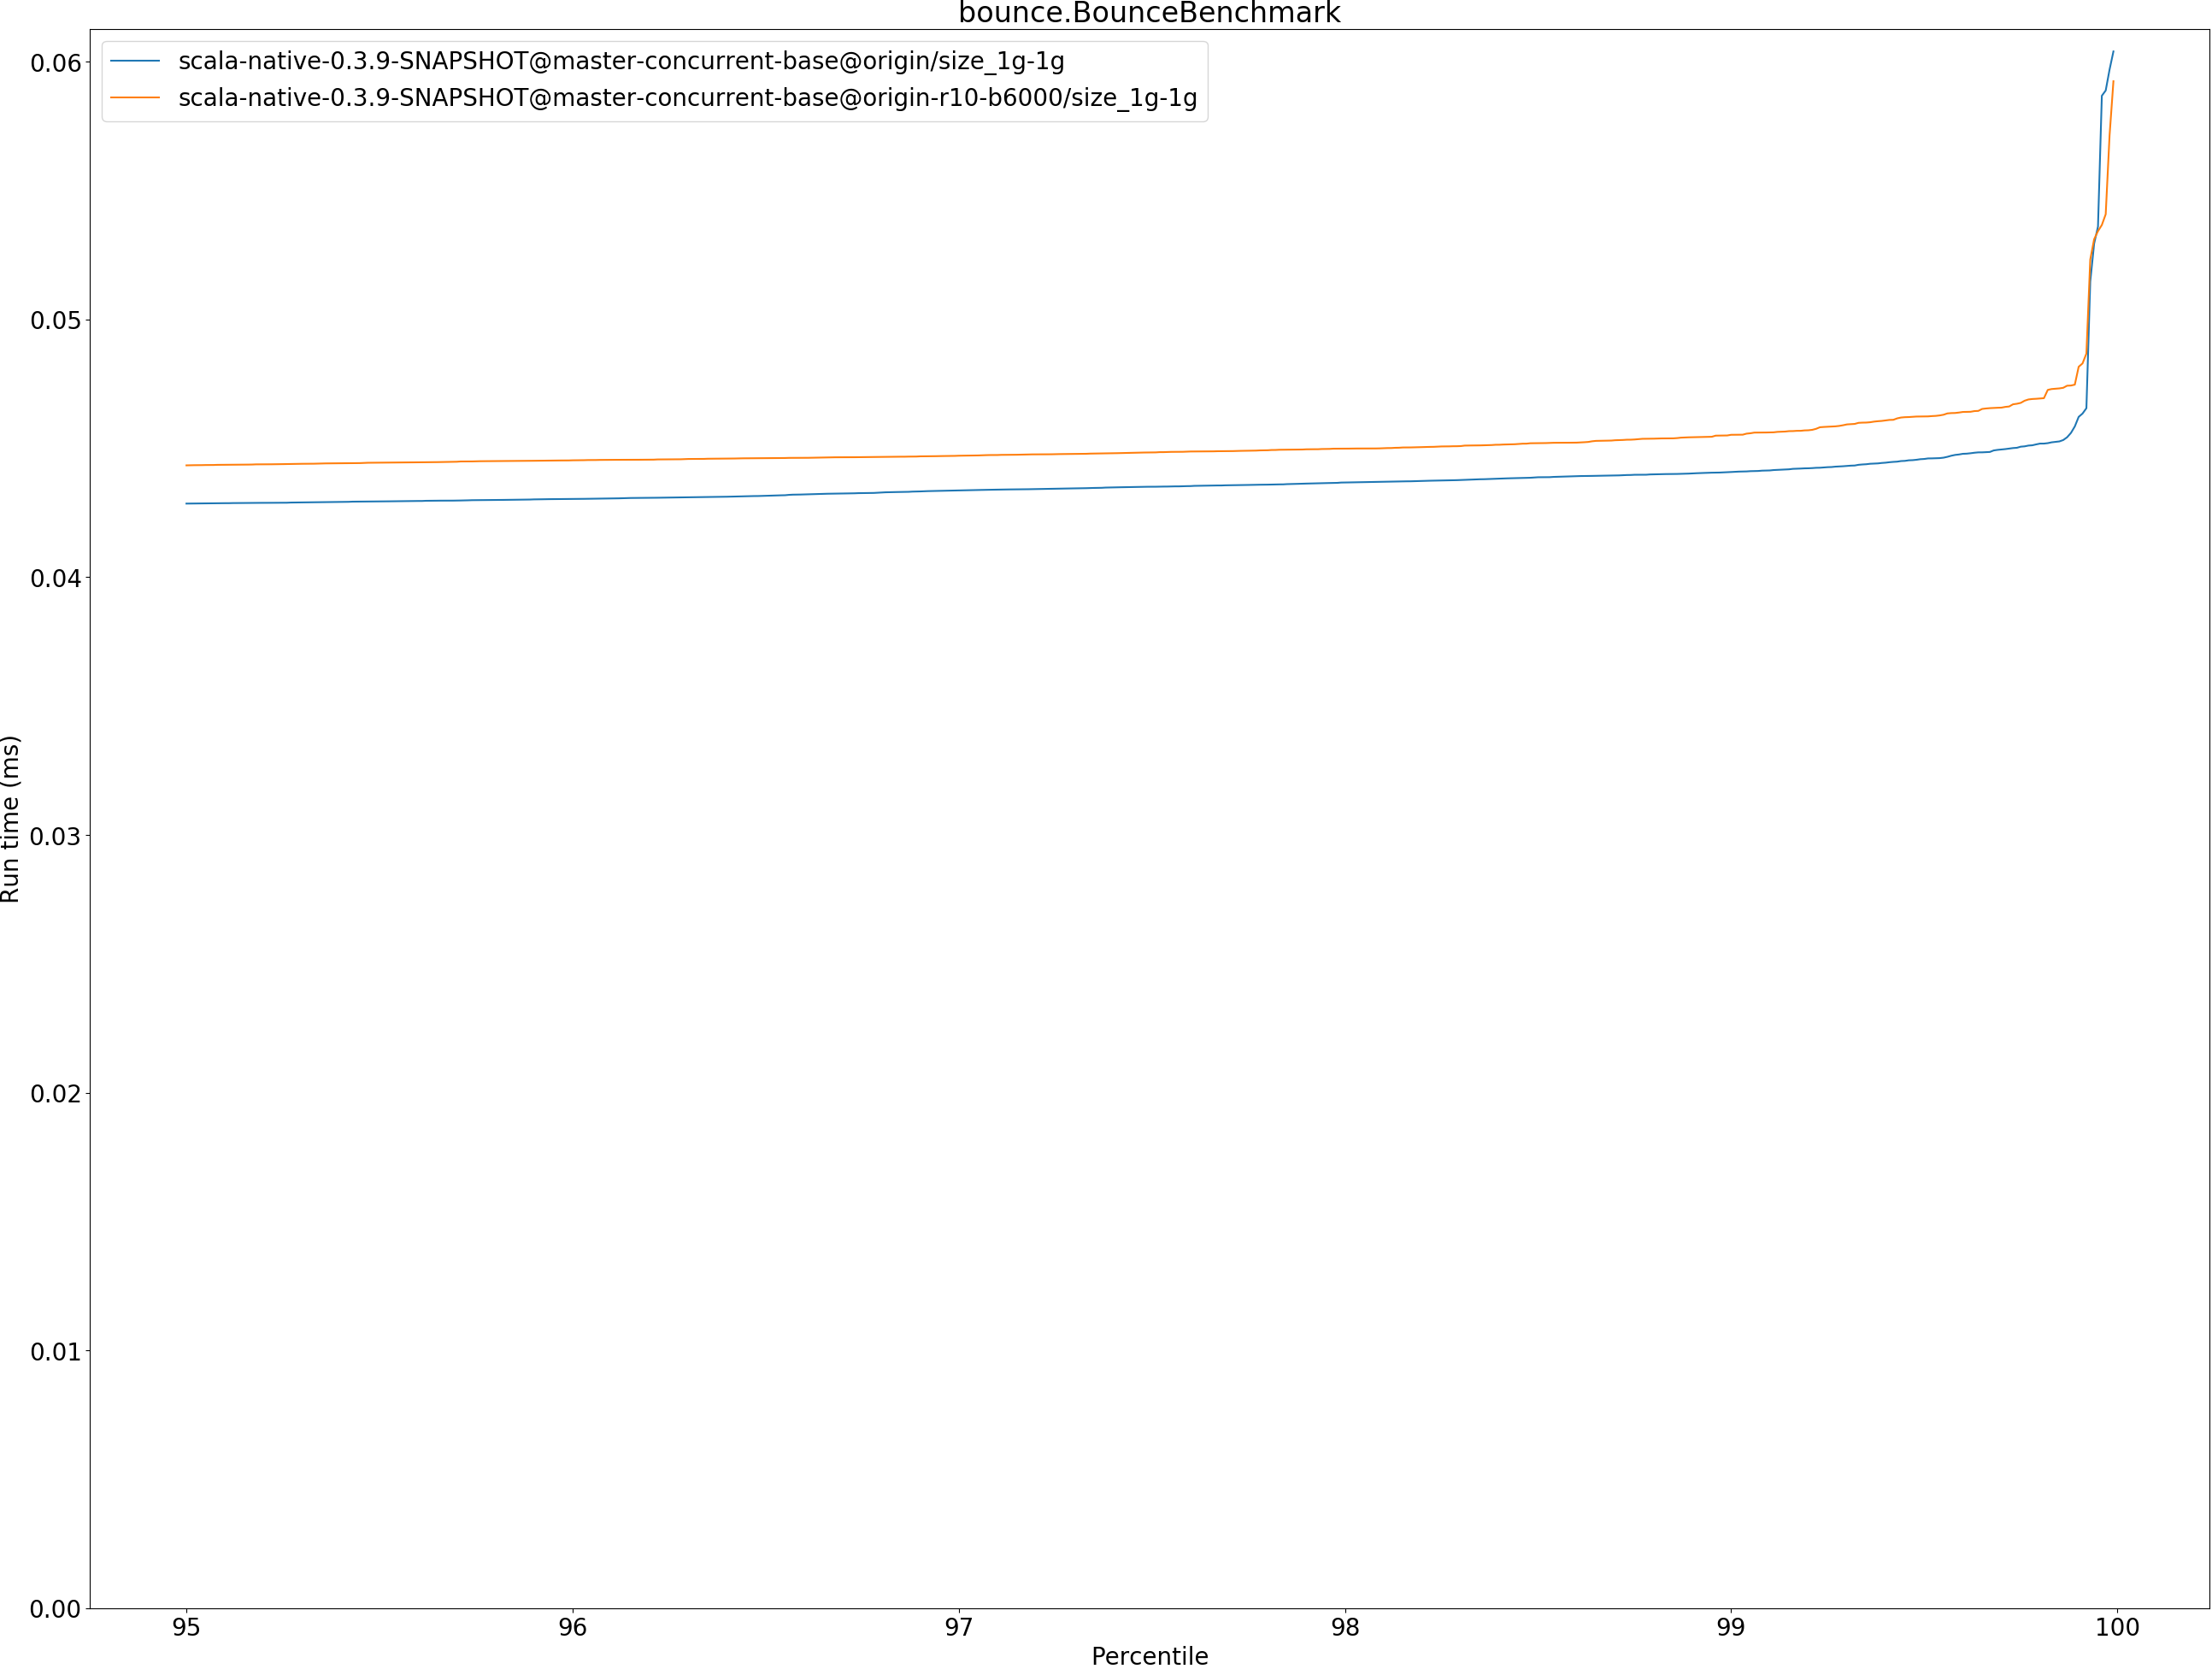 bounce.BounceBenchmark
scala-native-0.3.9-SNAPSHOT@master-concurrent-base@origin/size_1g-1g
scala-native-0.3.9-SNAPSHOT@master-concurrent-base@origin-r10-b6000/size_1g-1g
0.06
0.05
0.04
0.03
0.02
0.01
0.00
Run time (ms)
95 96 97 98 99 100
Percentile